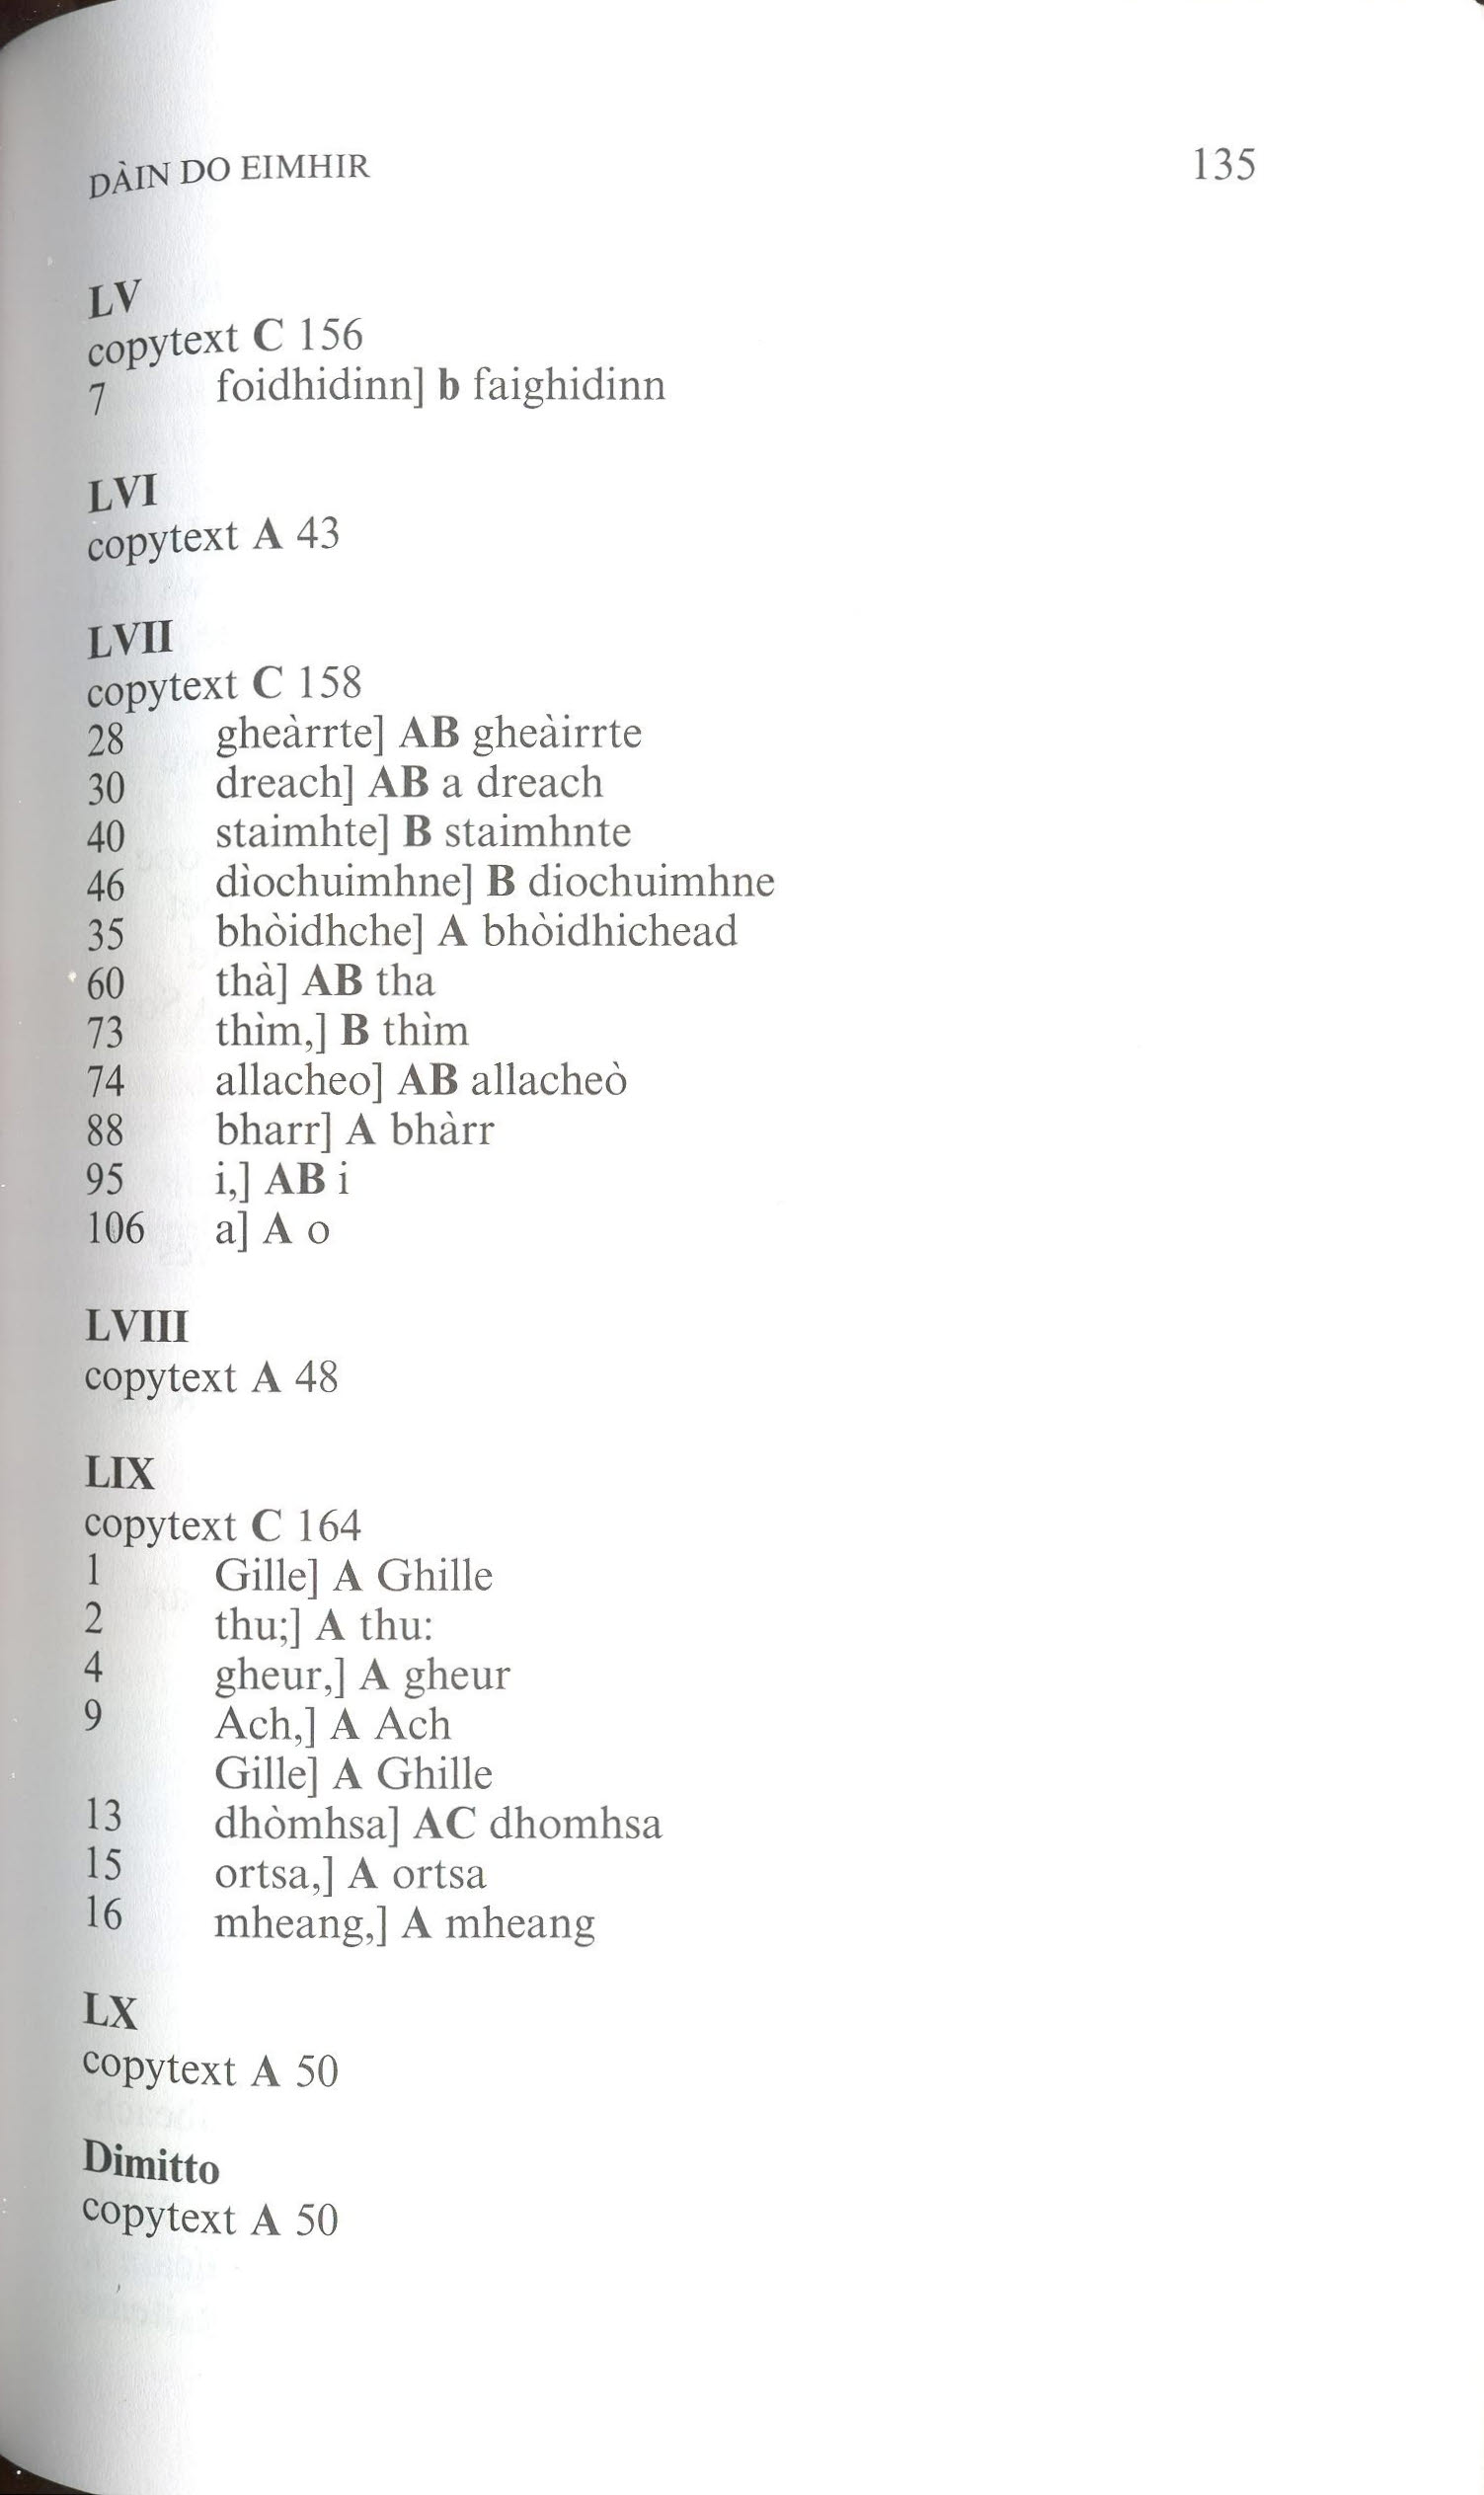 DÀIN DO EIMHIR 135
LV
copytext C 156
7 foidhidinn] b faighidinn
LVI
copytext A 43
LVII
copytext C 158
28 gheàrrte] AB gheàirrte
30 dreach] AB a dreach
40 staimhte] B staimhnte
46 dìochuimhne] B diochuimhne
35 bhòidhche] A bhòidhichead
60 thà] AB tha
73 thìm,] B thìm
74 allacheo] AB allacheò
88 bharr] A bhàrr
95 i,] AB i
106 a] A o
LVIII
copytext A 48
LIX
copytext C 164
1 Gille] A Ghille
2 thu;] A thu:
4 gheur,] A gheur
9 Ach,] A Ach
Gille] A Ghille
13 dhòmhsa] AC dhomhsa
15 ortsa,] A ortsa
16 mheang,] A mheang
LX
copytext A 50
Dimitto
copytext A 50